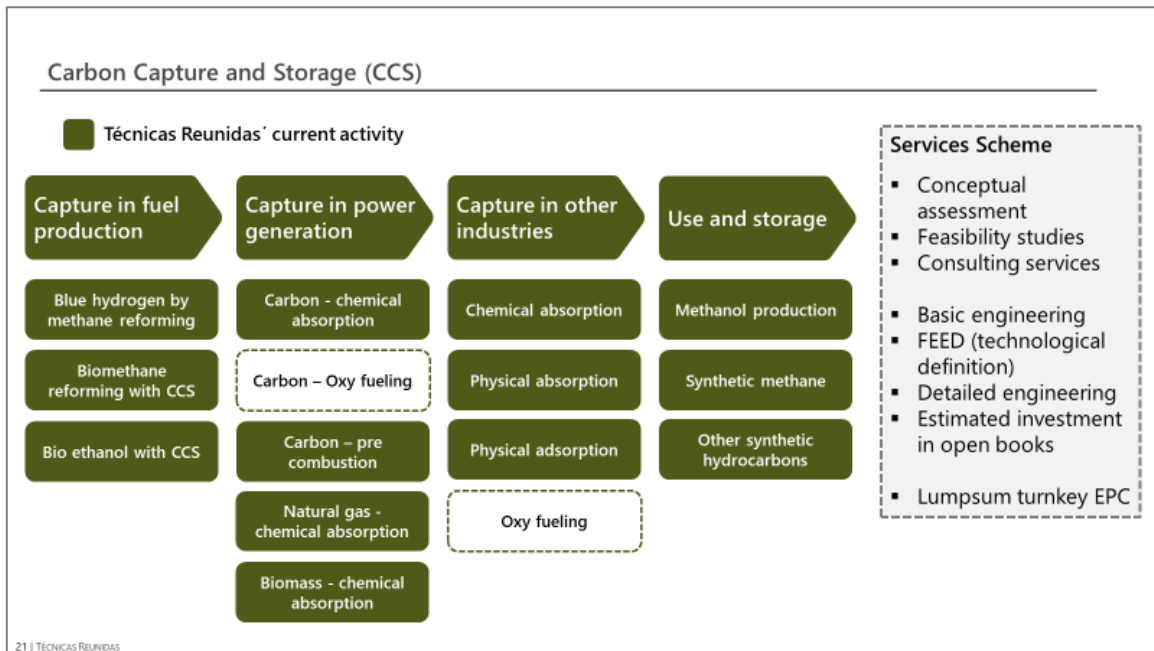 Carbon Capture and Storage (CCS)
Técnicas Reunidas´ current activity
Capture in fuel
production
Blue hydrogen by
methane reforming
Biomethane
reforming with CCS
Bio ethanol with CCS
Capture in power
generation
Carbon - chemical
absorption
Carbon – Oxy fueling
Carbon – pre
combustion
Natural gas -
chemical absorption
Biomass - chemical
absorption
Capture in other
industries
Chemical absorption
Physical absorption
Physical adsorption
Oxy fueling
Use and storage
Methanol production
Synthetic methane
Other synthetic
hydrocarbons
Services Scheme
▪ Conceptual
assessment
▪ Feasibility studies
▪ Consulting services
▪ Basic engineering
▪ FEED (technological
definition)
▪ Detailed engineering
▪ Estimated investment
in open books
▪ Lumpsum turnkey EPC
21 | TÉCNICAS REUNIDAS